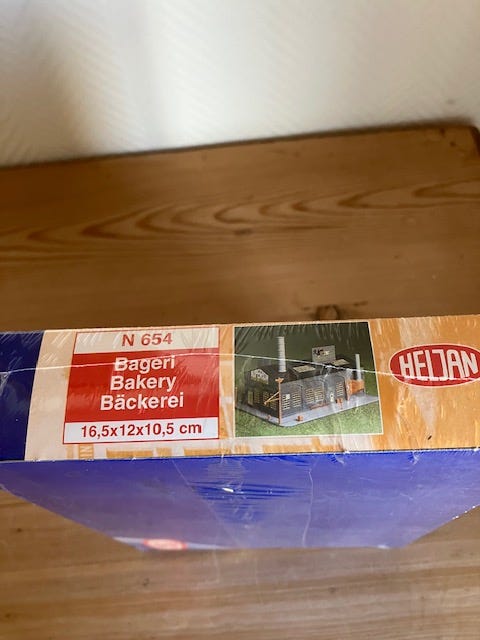 N 654
Bageri
Bakery
Bäckerei
16,5x12x10,5 cm
HELJAN